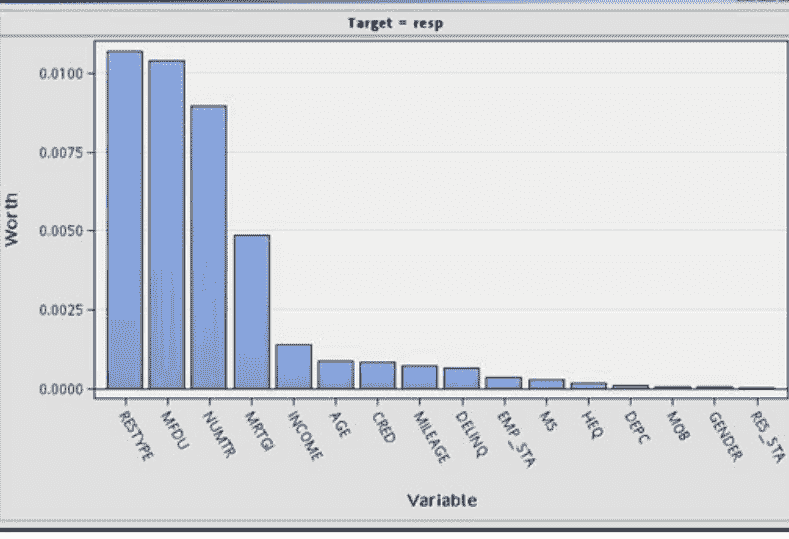 Target = resp
Worth
0.0100
0.0075
0.0050
0.0025
0.0000
RESTYPE
MFDU
NUMTR
MRTGI
INCOME
AGE
CRED
MILEAGE
DELINQ
EMP_STA
MS
HEQ
DEPC
MOB
GENDER
RES_STA
Variable